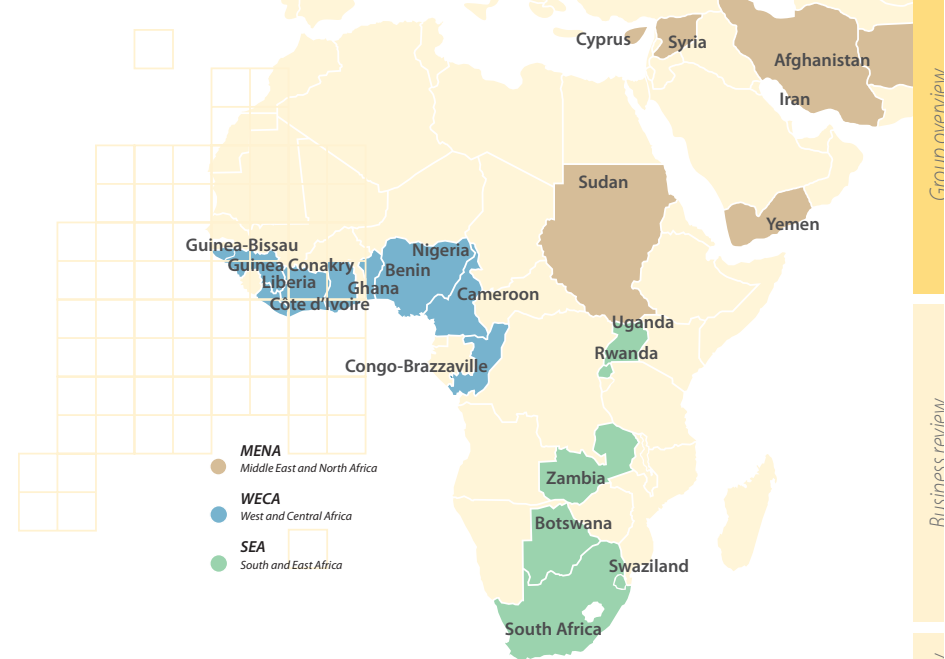 Cyprus
Syria
Afghanistan
Iran
Sudan
Yemen
Guinea-Bissau
Nigeria
Guinea Conakry
Benin
Liberia
Ghana
Cameroon
Côte d'Ivoire
Uganda
Rwanda
Congo-Brazzaville
MENA
Middle East and North Africa
WECA
West and Central Africa
SEA
South and East Africa
Zambia
Botswana
Swaziland
South Africa
Group overview
Business review